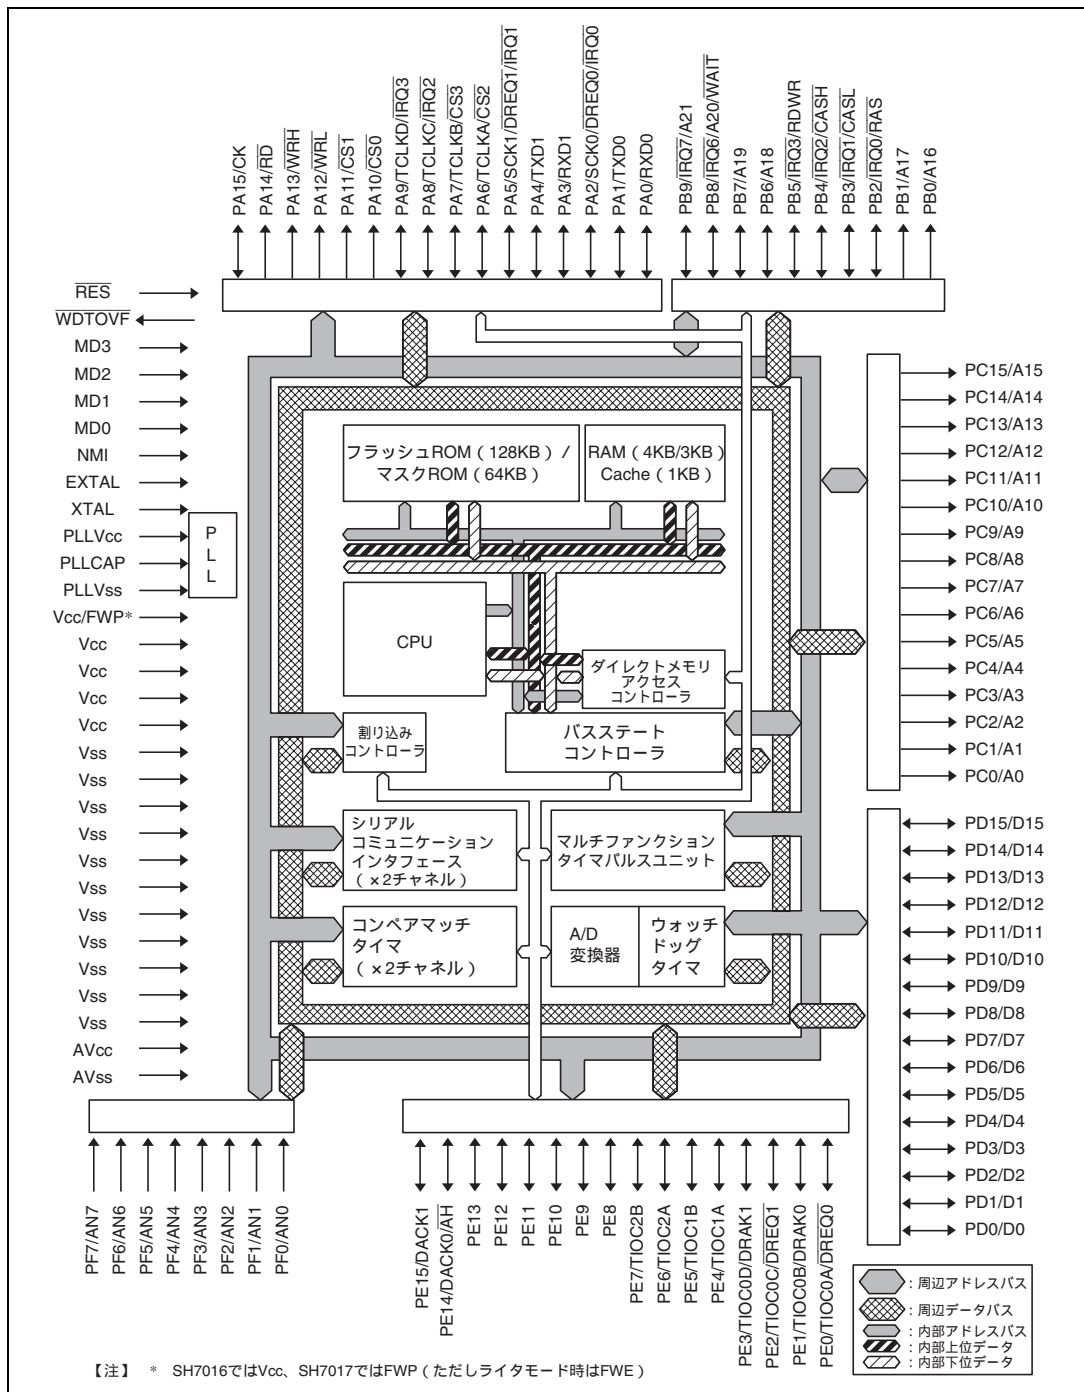 PA15/CK
PA14/RD
PA13/WRH
PA12/WRL
PA11/CS1
PA10/CS0
PA9/TCLKD/IRQ3
PA8/TCLKC/IRQ2
PA7/TCLKB/CS3
PA6/TCLKA/CS2
PA5/SCK1/DREQ1/IRQ1
PA4/TXD1
PA3/RXD1
PA2/SCK0/DREQ0/IRQ0
PA1/TXD0
PA0/RXD0
PB9/IRQ7/A21
PB8/IRQ6/A20/WAIT
PB7/A19
PB6/A18
PB5/IRQ3/RDWR
PB4/IRQ2/CASH
PB3/IRQ1/CASL
PB2/IRQ0/RAS
PB1/A17
PB0/A16
RES
WDTOVF
MD3
MD2
MD1
MD0
NMI
EXTAL
XTAL
PLLVcc
PLLCAP
PLLVss
Vcc/FWP*
Vcc
Vcc
Vcc
Vcc
Vss
Vss
Vss
Vss
Vss
Vss
Vss
Vss
Vss
Vss
Vss
AVcc
AVss
P
L
L
フラッシュROM（128KB）/
マスクROM（64KB）
RAM（4KB/3KB）
Cache（1KB）
CPU
ダイレクトメモリ
アクセス
コントローラ
割り込み
コントローラ
バスステート
コントローラ
シリアル
コミュニケーション
インタフェース
（×2チャネル）
マルチファンクション
タイマパルスユニット
コンペアマッチ
タイマ
（×2チャネル）
A/D
変換器
ウォッチ
ドッグ
タイマ
PC15/A15
PC14/A14
PC13/A13
PC12/A12
PC11/A11
PC10/A10
PC9/A9
PC8/A8
PC7/A7
PC6/A6
PC5/A5
PC4/A4
PC3/A3
PC2/A2
PC1/A1
PC0/A0
PD15/D15
PD14/D14
PD13/D13
PD12/D12
PD11/D11
PD10/D10
PD9/D9
PD8/D8
PD7/D7
PD6/D6
PD5/D5
PD4/D4
PD3/D3
PD2/D2
PD1/D1
PD0/D0
PF7/AN7
PF6/AN6
PF5/AN5
PF4/AN4
PF3/AN3
PF2/AN2
PF1/AN1
PF0/AN0
PE15/DACK1
PE14/DACK0/AH
PE13
PE12
PE11
PE10
PE9
PE8
PE7/TIOC2B
PE6/TIOC2A
PE5/TIOC1B
PE4/TIOC1A
PE3/TIOC0D/DRAK1
PE2/TIOC0C/DREQ1
PE1/TIOC0B/DRAK0
PE0/TIOC0A/DREQ0
：周辺アドレスバス
：周辺データバス
：内部アドレスバス
：内部上位データ
：内部下位データ
【注】 * SH7016ではVcc、SH7017ではFWP（ただしライタモード時はFWE）